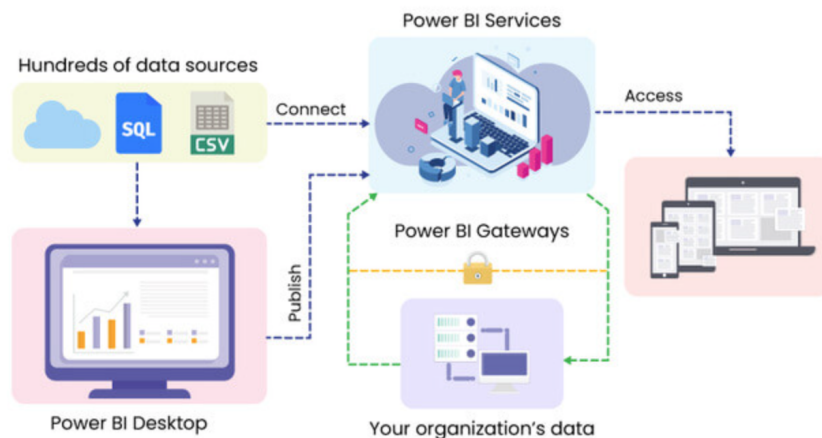 Power BI Services
Hundreds of data sources
SQL
CSV
Connect
Access
Power BI Gateways
Publish
Power BI Desktop
Your organization's data